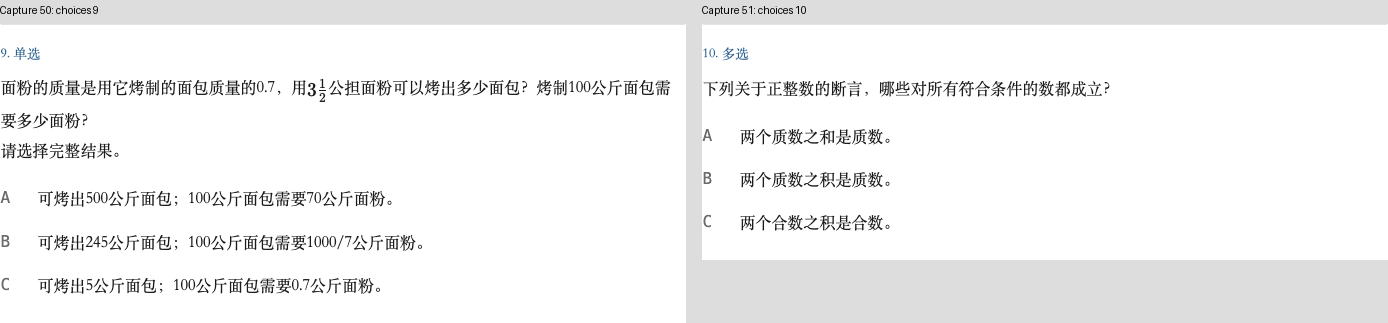 Capture 50: choices 9
9. 单选
面粉的质量是用它烤制的面包质量的0.7，用3 1/2 公担面粉可以烤出多少面包？烤制100公斤面包需
要多少面粉？
请选择完整结果。
A 可烤出500公斤面包；100公斤面包需要70公斤面粉。
B 可烤出245公斤面包；100公斤面包需要1000/7公斤面粉。
C 可烤出5公斤面包；100公斤面包需要0.7公斤面粉。
Capture 51: choices 10
10. 多选
下列关于正整数的断言，哪些对所有符合条件的数都成立？
A 两个质数之和是质数。
B 两个质数之积是质数。
C 两个合数之积是合数。